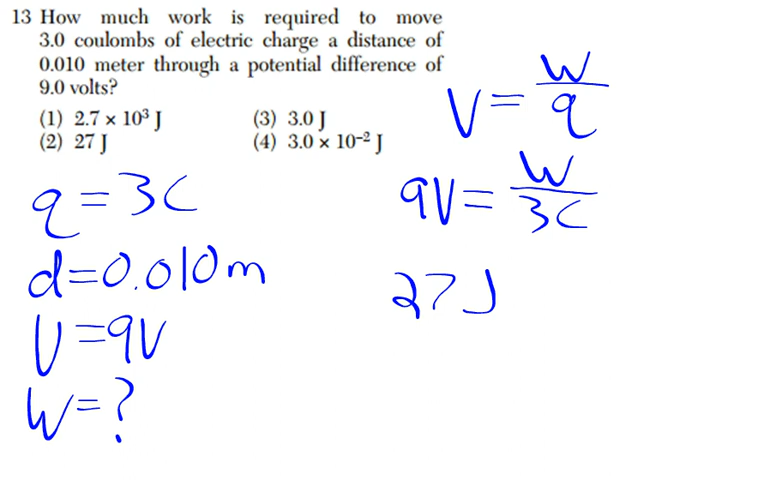 13 How much work is required to move
3.0 coulombs of electric charge a distance of
0.010 meter through a potential difference of
9.0 volts?
(1) 2.7 × 10³ J
(3) 3.0 J
(2) 27 J
(4) 3.0 × 10⁻² J
V = W/q
q = 3C
9V = W/3C
d = 0.010m
27 J
V = 9V
W = ?